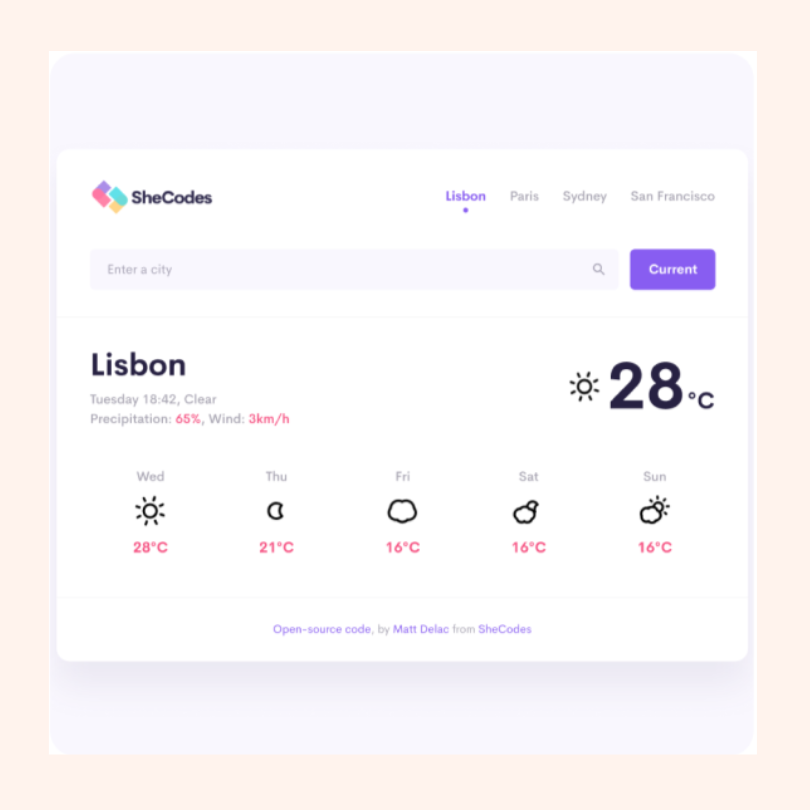 SheCodes
Lisbon Paris Sydney San Francisco
Enter a city
Current
Lisbon
Tuesday 18:42, Clear
Precipitation: 65%, Wind: 3km/h
28°C
Wed Thu Fri Sat Sun
28°C 21°C 16°C 16°C 16°C
Open-source code, by Matt Delac from SheCodes